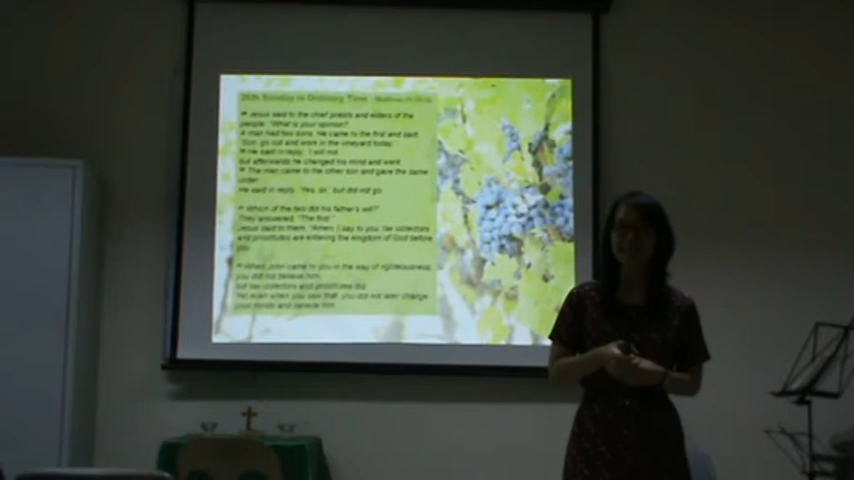 26th Sunday in Ordinary Time - Matthew
Jesus said to the chief priests and elders of the
people: "What is your opinion?
A man had two sons. He came to the first and said,
'Son, go out and work in the vineyard today.'
He said in reply, 'I will not,'
but afterwards he changed his mind and went.
The man came to the other son and gave the same
order.
He said in reply, 'Yes, sir,' but did not go.
Which of the two did his father's will?"
They answered, "The first."
Jesus said to them, "Amen, I say to you, tax collectors
and prostitutes are entering the kingdom of God before
you.
When John came to you in the way of righteousness,
you did not believe him;
but tax collectors and prostitutes did.
Yet even when you saw that, you did not later change
your minds and believe him.